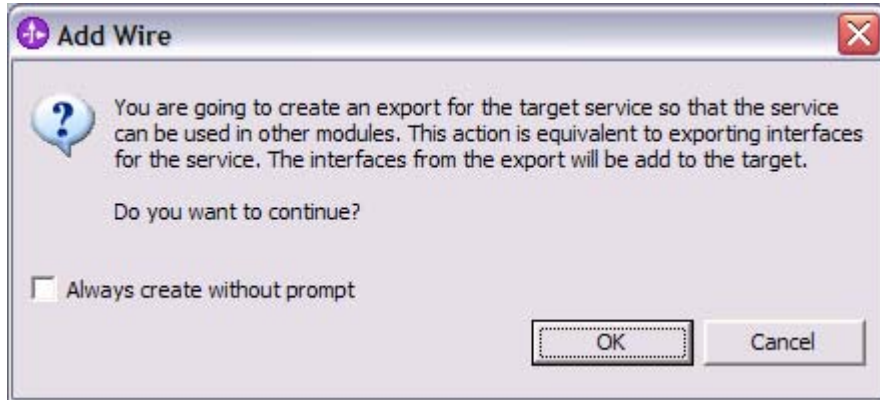 Add Wire
You are going to create an export for the target service so that the service
can be used in other modules. This action is equivalent to exporting interfaces
for the service. The interfaces from the export will be add to the target.
Do you want to continue?
Always create without prompt
OK
Cancel